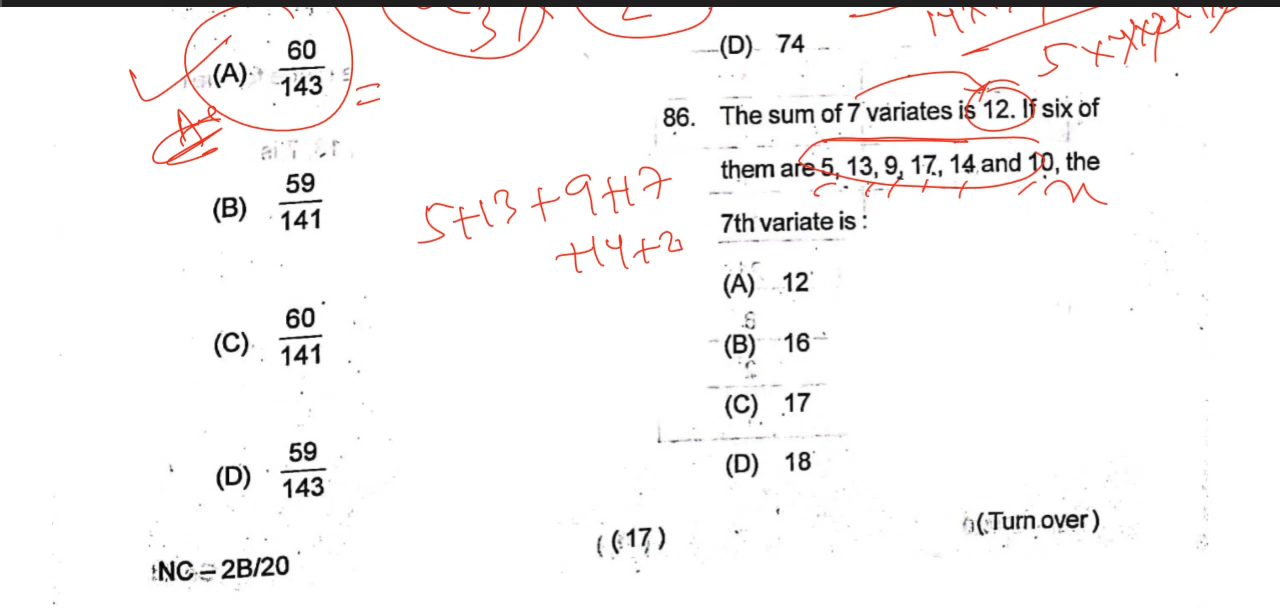 (A) 60/143 =
Ans
(B) 59/141
(C) 60/141
(D) 59/143
NC – 2B/20
5+13+9+17
+14+
(D) 74
86. The sum of 7 variates is 12. If six of
them are 5, 13, 9, 17, 14 and 10, the
x
7th variate is :
(A) 12
(B) 16
(C) 17
(D) 18
(17)
(Turn over)